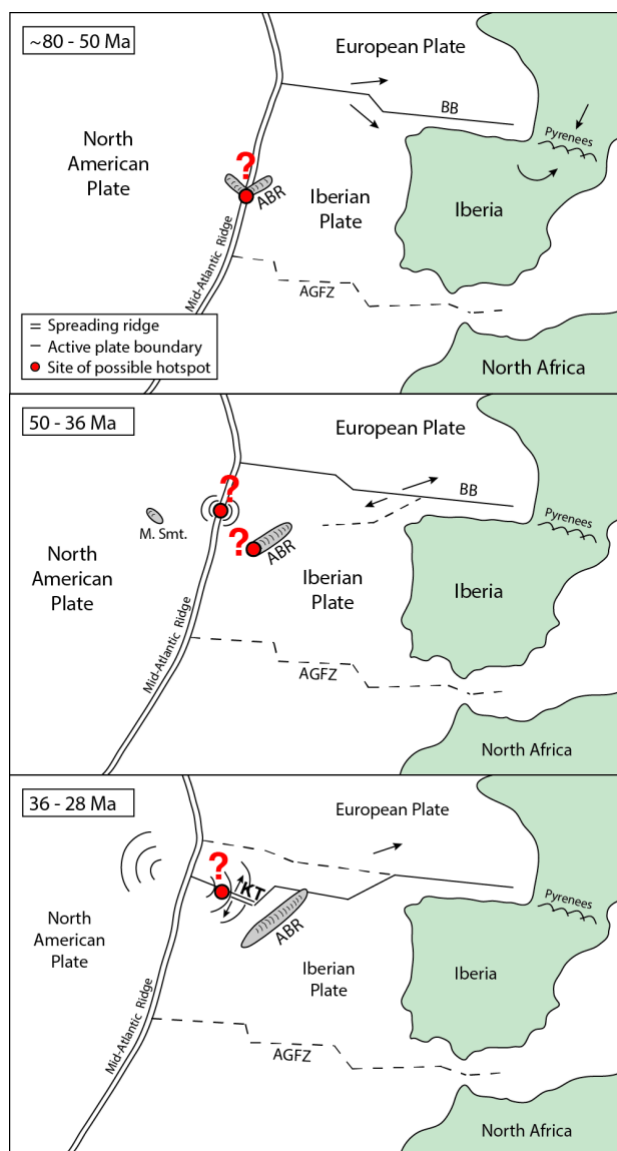 ~80 - 50 Ma
European Plate
BB
North
American
Plate
?
ABR
Iberian
Plate
Pyrenees
Iberia
Mid-Atlantic Ridge
AGFZ
Spreading ridge
Active plate boundary
Site of possible hotspot
North Africa
50 - 36 Ma
European Plate
BB
?
M. Smt.
?
ABR
North
American
Plate
Iberian
Plate
Pyrenees
Iberia
Mid-Atlantic Ridge
AGFZ
North Africa
36 - 28 Ma
European Plate
?
KT
ABR
North
American
Plate
Iberian
Plate
Pyrenees
Iberia
Mid-Atlantic Ridge
AGFZ
North Africa